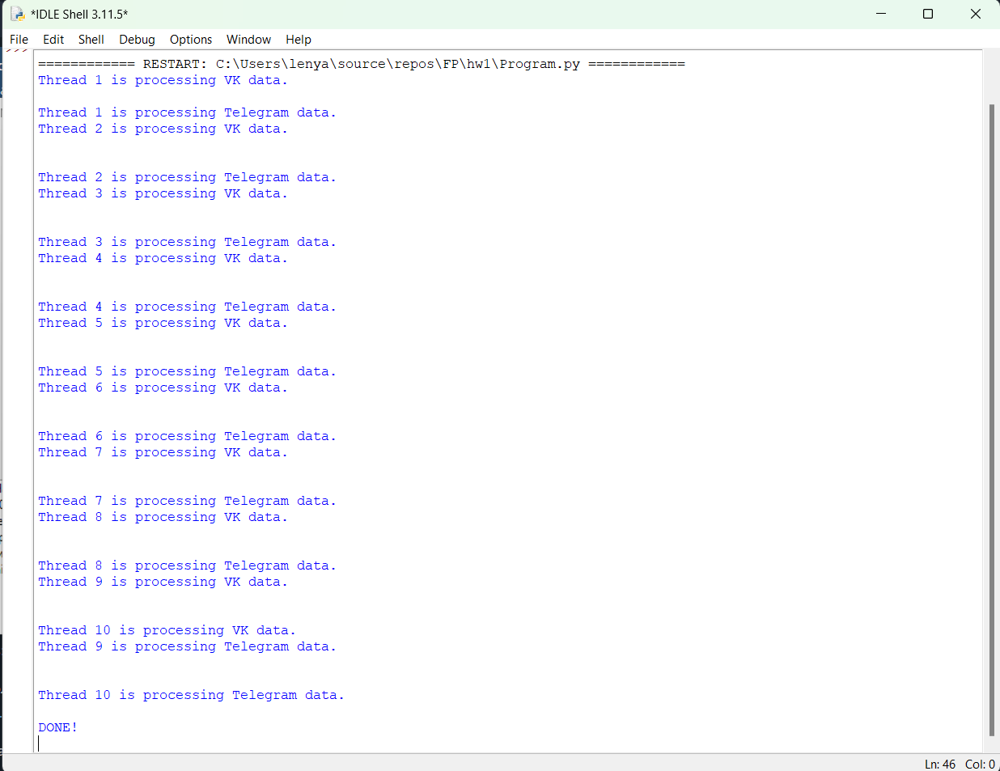 *IDLE Shell 3.11.5*
File Edit Shell Debug Options Window Help
============ RESTART: C:\Users\lenya\source\repos\FP\hw1\Program.py ============
Thread 1 is processing VK data.
Thread 1 is processing Telegram data.
Thread 2 is processing VK data.
Thread 2 is processing Telegram data.
Thread 3 is processing VK data.
Thread 3 is processing Telegram data.
Thread 4 is processing VK data.
Thread 4 is processing Telegram data.
Thread 5 is processing VK data.
Thread 5 is processing Telegram data.
Thread 6 is processing VK data.
Thread 6 is processing Telegram data.
Thread 7 is processing VK data.
Thread 7 is processing Telegram data.
Thread 8 is processing VK data.
Thread 8 is processing Telegram data.
Thread 9 is processing VK data.
Thread 10 is processing VK data.
Thread 9 is processing Telegram data.
Thread 10 is processing Telegram data.
DONE!
Ln: 46 Col: 0